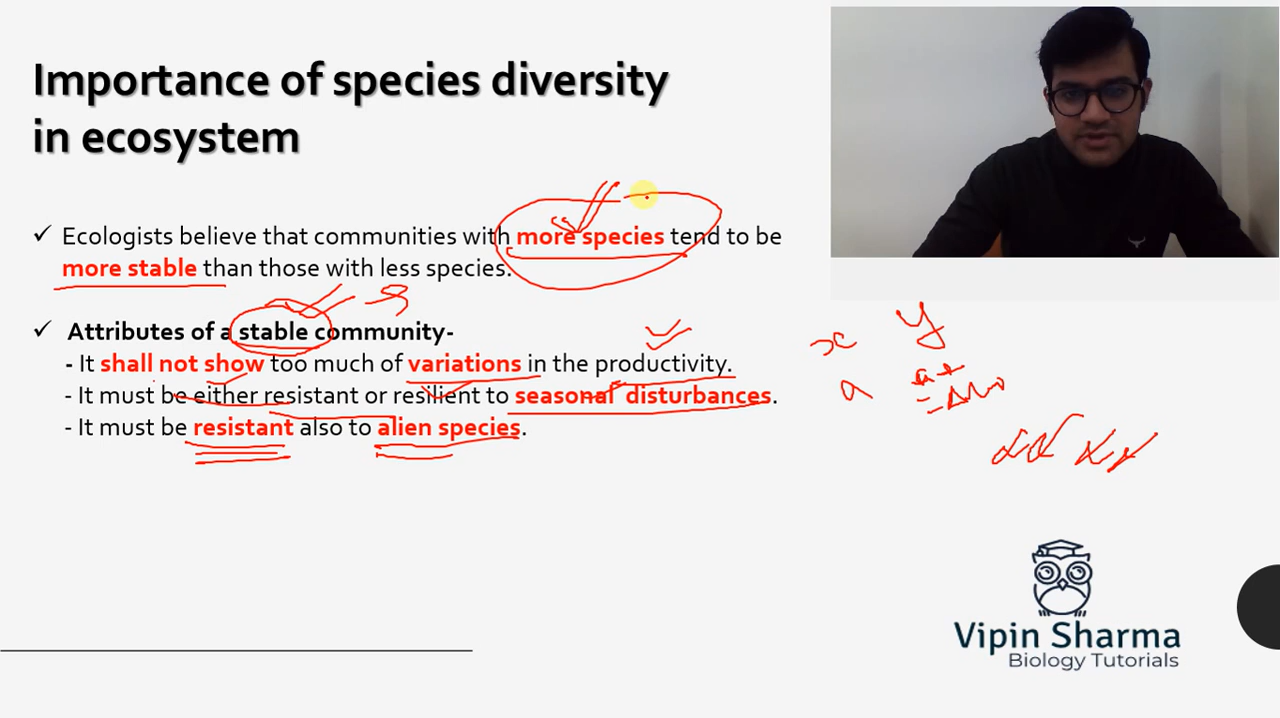 Importance of species diversity
in ecosystem
✓ Ecologists believe that communities with more species tend to be
more stable than those with less species.
✓ Attributes of a stable community-
- It shall not show too much of variations in the productivity.
- It must be either resistant or resilient to seasonal disturbances.
- It must be resistant also to alien species.
x y
a
Vipin Sharma
Biology Tutorials